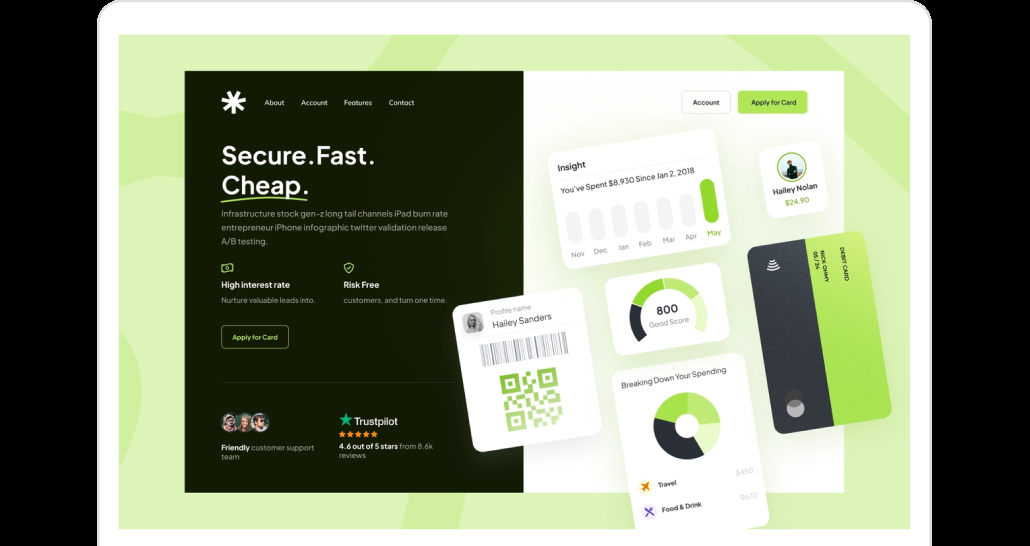 About Account Features Contact
Account
Apply for Card
Secure.Fast.
Cheap.
Infrastructure stock gen-z long tail channels iPad burn rate
entrepreneur iPhone infographic twitter validation release
A/B testing.
High interest rate
Nurture valuable leads into.
Risk Free
customers, and turn one time.
Apply for Card
Friendly customer support
team
Trustpilot
4.6 out of 5 stars from 8.6k
reviews
Insight
You've Spent $8,930 Since Jan 2, 2018
Nov Dec Jan Feb Mar Apr May
Hailey Nolan
$24.90
Profile name
Hailey Sanders
800
Good Score
DEBIT CARD
NICK OHMY
05 / 24
Breaking Down Your Spending
Travel $450
Food & Drink $670